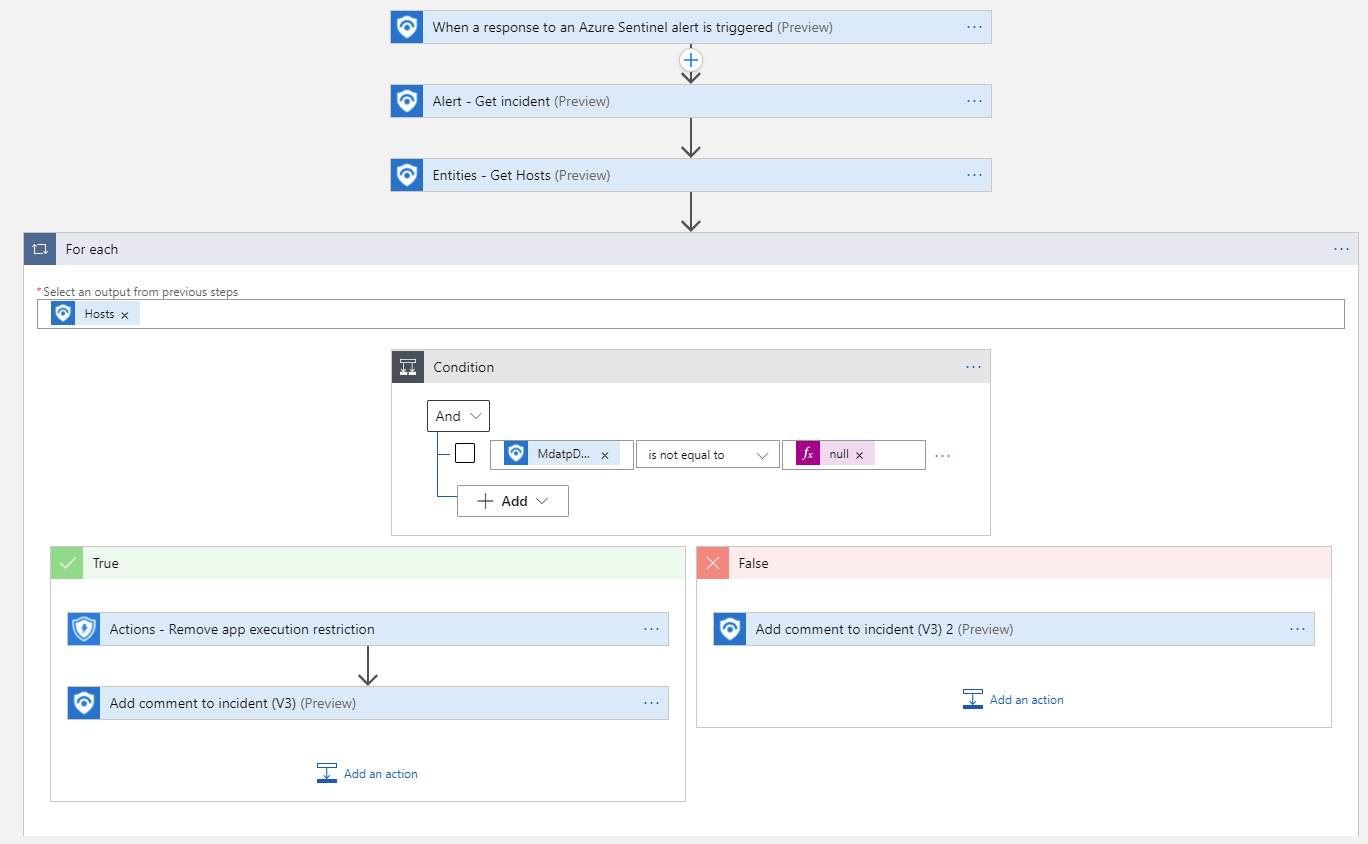 When a response to an Azure Sentinel alert is triggered (Preview)
Alert - Get incident (Preview)
Entities - Get Hosts (Preview)
For each
* Select an output from previous steps
Hosts ×
Condition
And
MdatpD... × is not equal to fx null ×
+ Add
True
False
Actions - Remove app execution restriction
Add comment to incident (V3) 2 (Preview)
Add an action
Add comment to incident (V3) (Preview)
Add an action